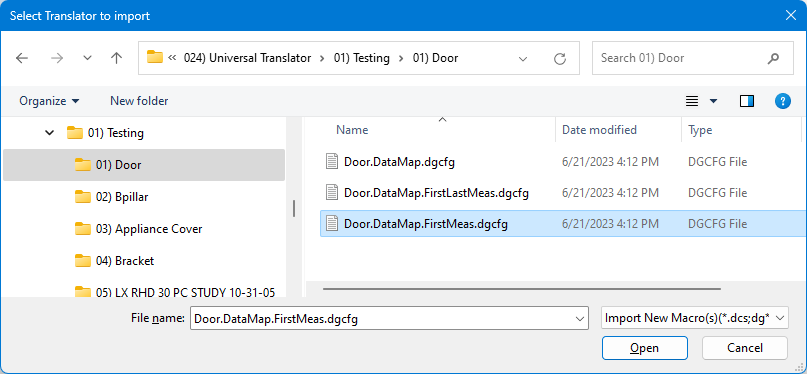 Select Translator to import
« 024) Universal Translator > 01) Testing > 01) Door
Search 01) Door
Organize
New folder
?
01) Testing
01) Door
02) Bpillar
03) Appliance Cover
04) Bracket
05) LX RHD 30 PC STUDY 10-31-05
Name Date modified Type
Door.DataMap.dgcfg 6/21/2023 4:12 PM DGCFG File
Door.DataMap.FirstLastMeas.dgcfg 6/21/2023 4:12 PM DGCFG File
Door.DataMap.FirstMeas.dgcfg 6/21/2023 4:12 PM DGCFG File
File name: Door.DataMap.FirstMeas.dgcfg
Import New Macro(s)(*.dcs;dg*
Open Cancel